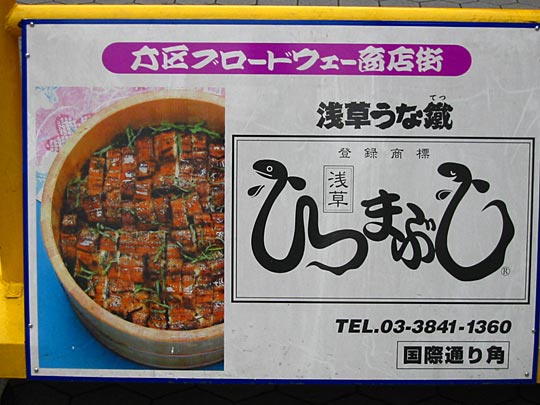 六区ブロードウェー商店街
浅草うな鐵
てつ
登録商標
浅草
ひつまぶし
®
TEL.03-3841-1360
国際通り角